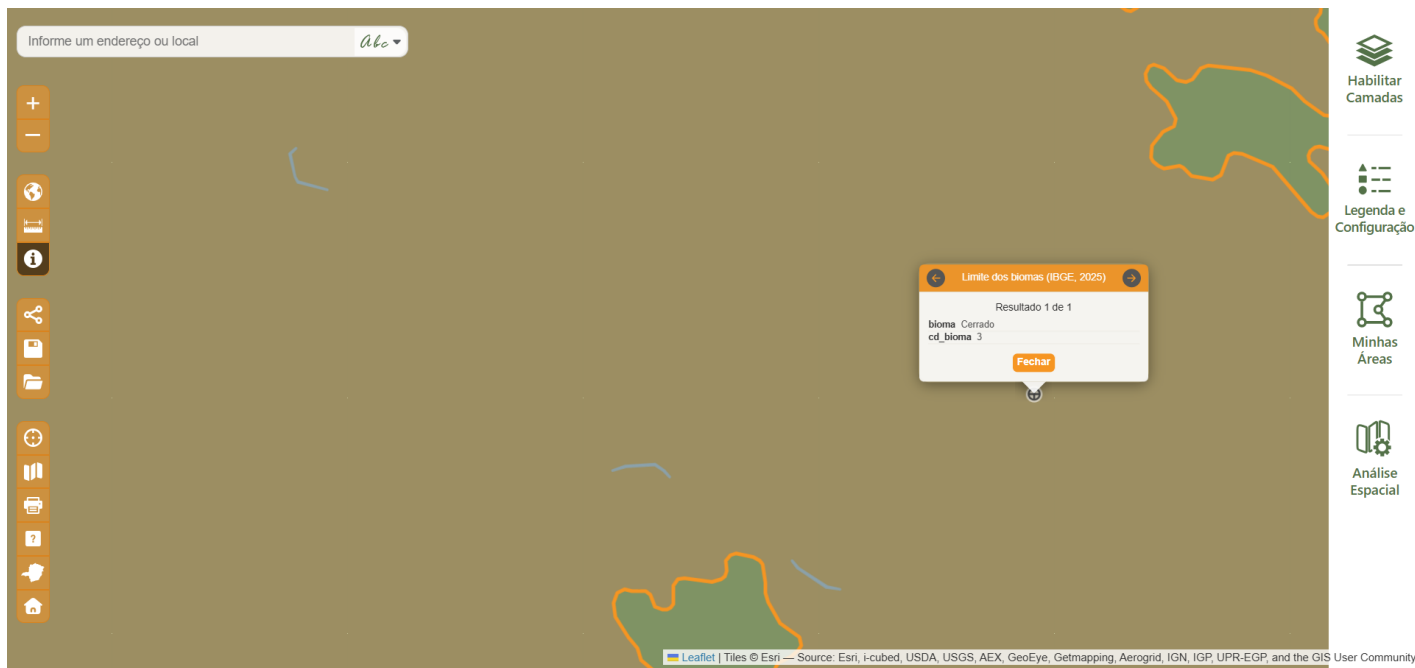 Informe um endereço ou local
Abc
+
−
Limite dos biomas (IBGE, 2025)
Resultado 1 de 1
bioma Cerrado
cd_bioma 3
Fechar
?
Habilitar
Camadas
Legenda e
Configuração
Minhas
Áreas
Análise
Espacial
Leaflet | Tiles © Esri — Source: Esri, i-cubed, USDA, USGS, AEX, GeoEye, Getmapping, Aerogrid, IGN, IGP, UPR-EGP, and the GIS User Community